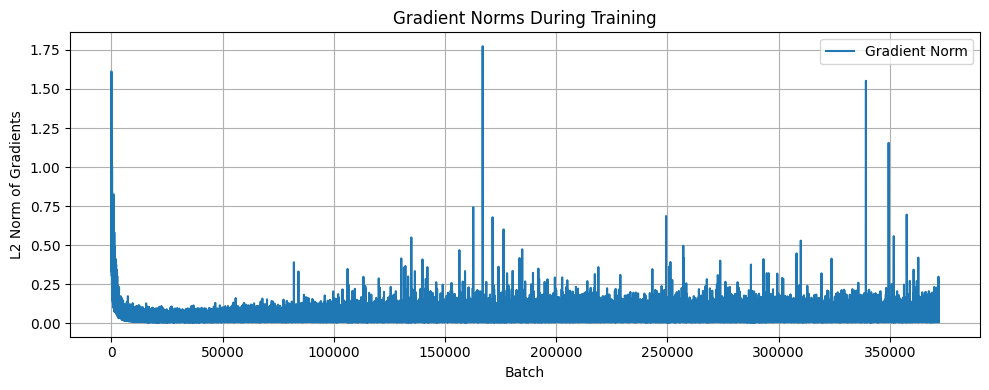 Gradient Norms During Training
Gradient Norm
L2 Norm of Gradients
1.75
1.50
1.25
1.00
0.75
0.50
0.25
0.00
0 50000 100000 150000 200000 250000 300000 350000
Batch